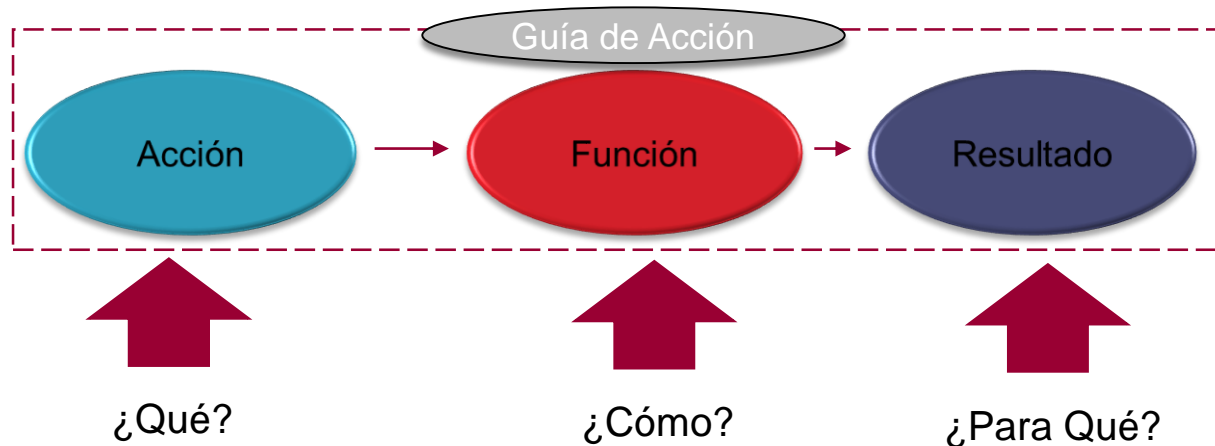 Guía de Acción
Acción
Función
Resultado
¿Qué?
¿Cómo?
¿Para Qué?